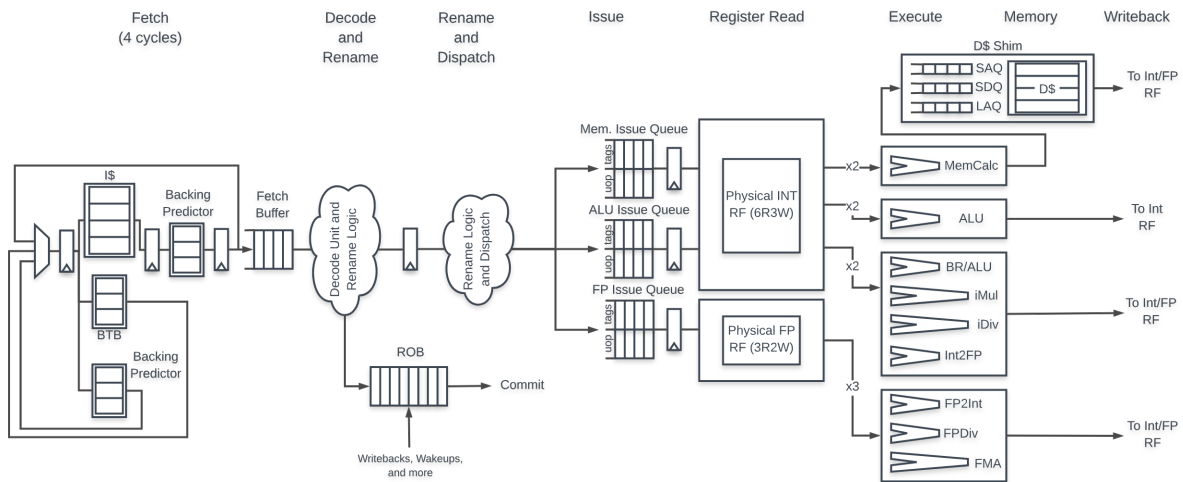 Fetch
(4 cycles)
Decode
and
Rename
Rename
and
Dispatch
Issue
Register Read
Execute
Memory
Writeback
D$ Shim
SAQ
SDQ
LAQ
D$
To Int/FP
RF
Mem. Issue Queue
tags
uop
x2
MemCalc
I$
Backing
Predictor
Fetch
Buffer
Decode Unit and
Rename Logic
Rename Logic
and Dispatch
ALU Issue Queue
tags
uop
Physical INT
RF (6R3W)
x2
ALU
To Int
RF
x2
BR/ALU
iMul
iDiv
Int2FP
To Int/FP
RF
BTB
Backing
Predictor
FP Issue Queue
tags
uop
Physical FP
RF (3R2W)
x3
FP2Int
FPDiv
FMA
To Int/FP
RF
ROB
Commit
Writebacks, Wakeups,
and more